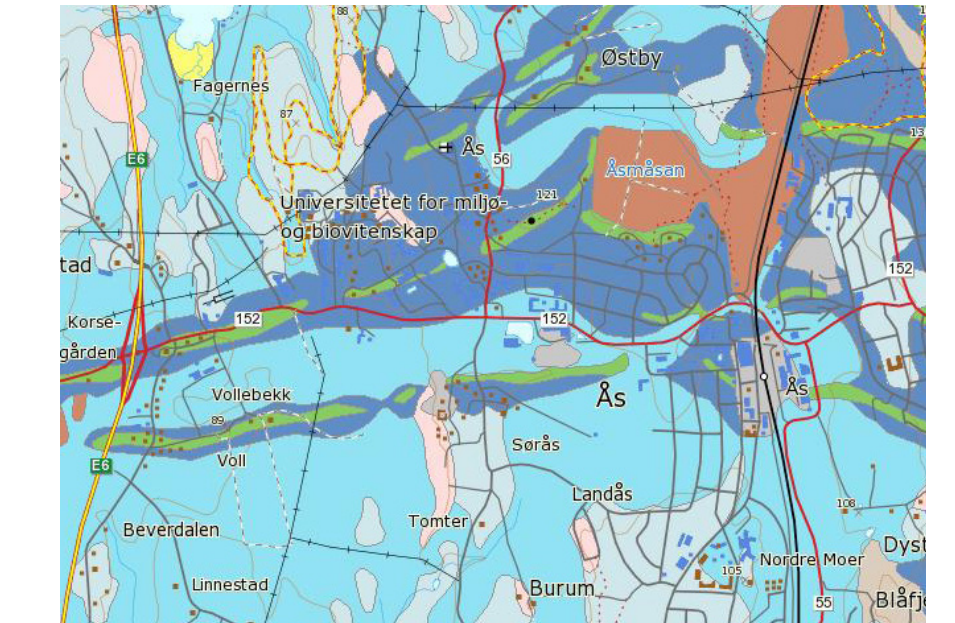 88
Østby
Fagernes
87
E6
Ås
56
13
Åsmåsan
121
Universitetet for miljø-
og biovitenskap
tad
152
Korse-
152
152
gården
Vollebekk
Ås
Ås
89
Sørås
Voll
E6
Landås
108
Tomter
Beverdalen
Dyst
Nordre Moer
105
Linnestad
Burum
55
Blåfje